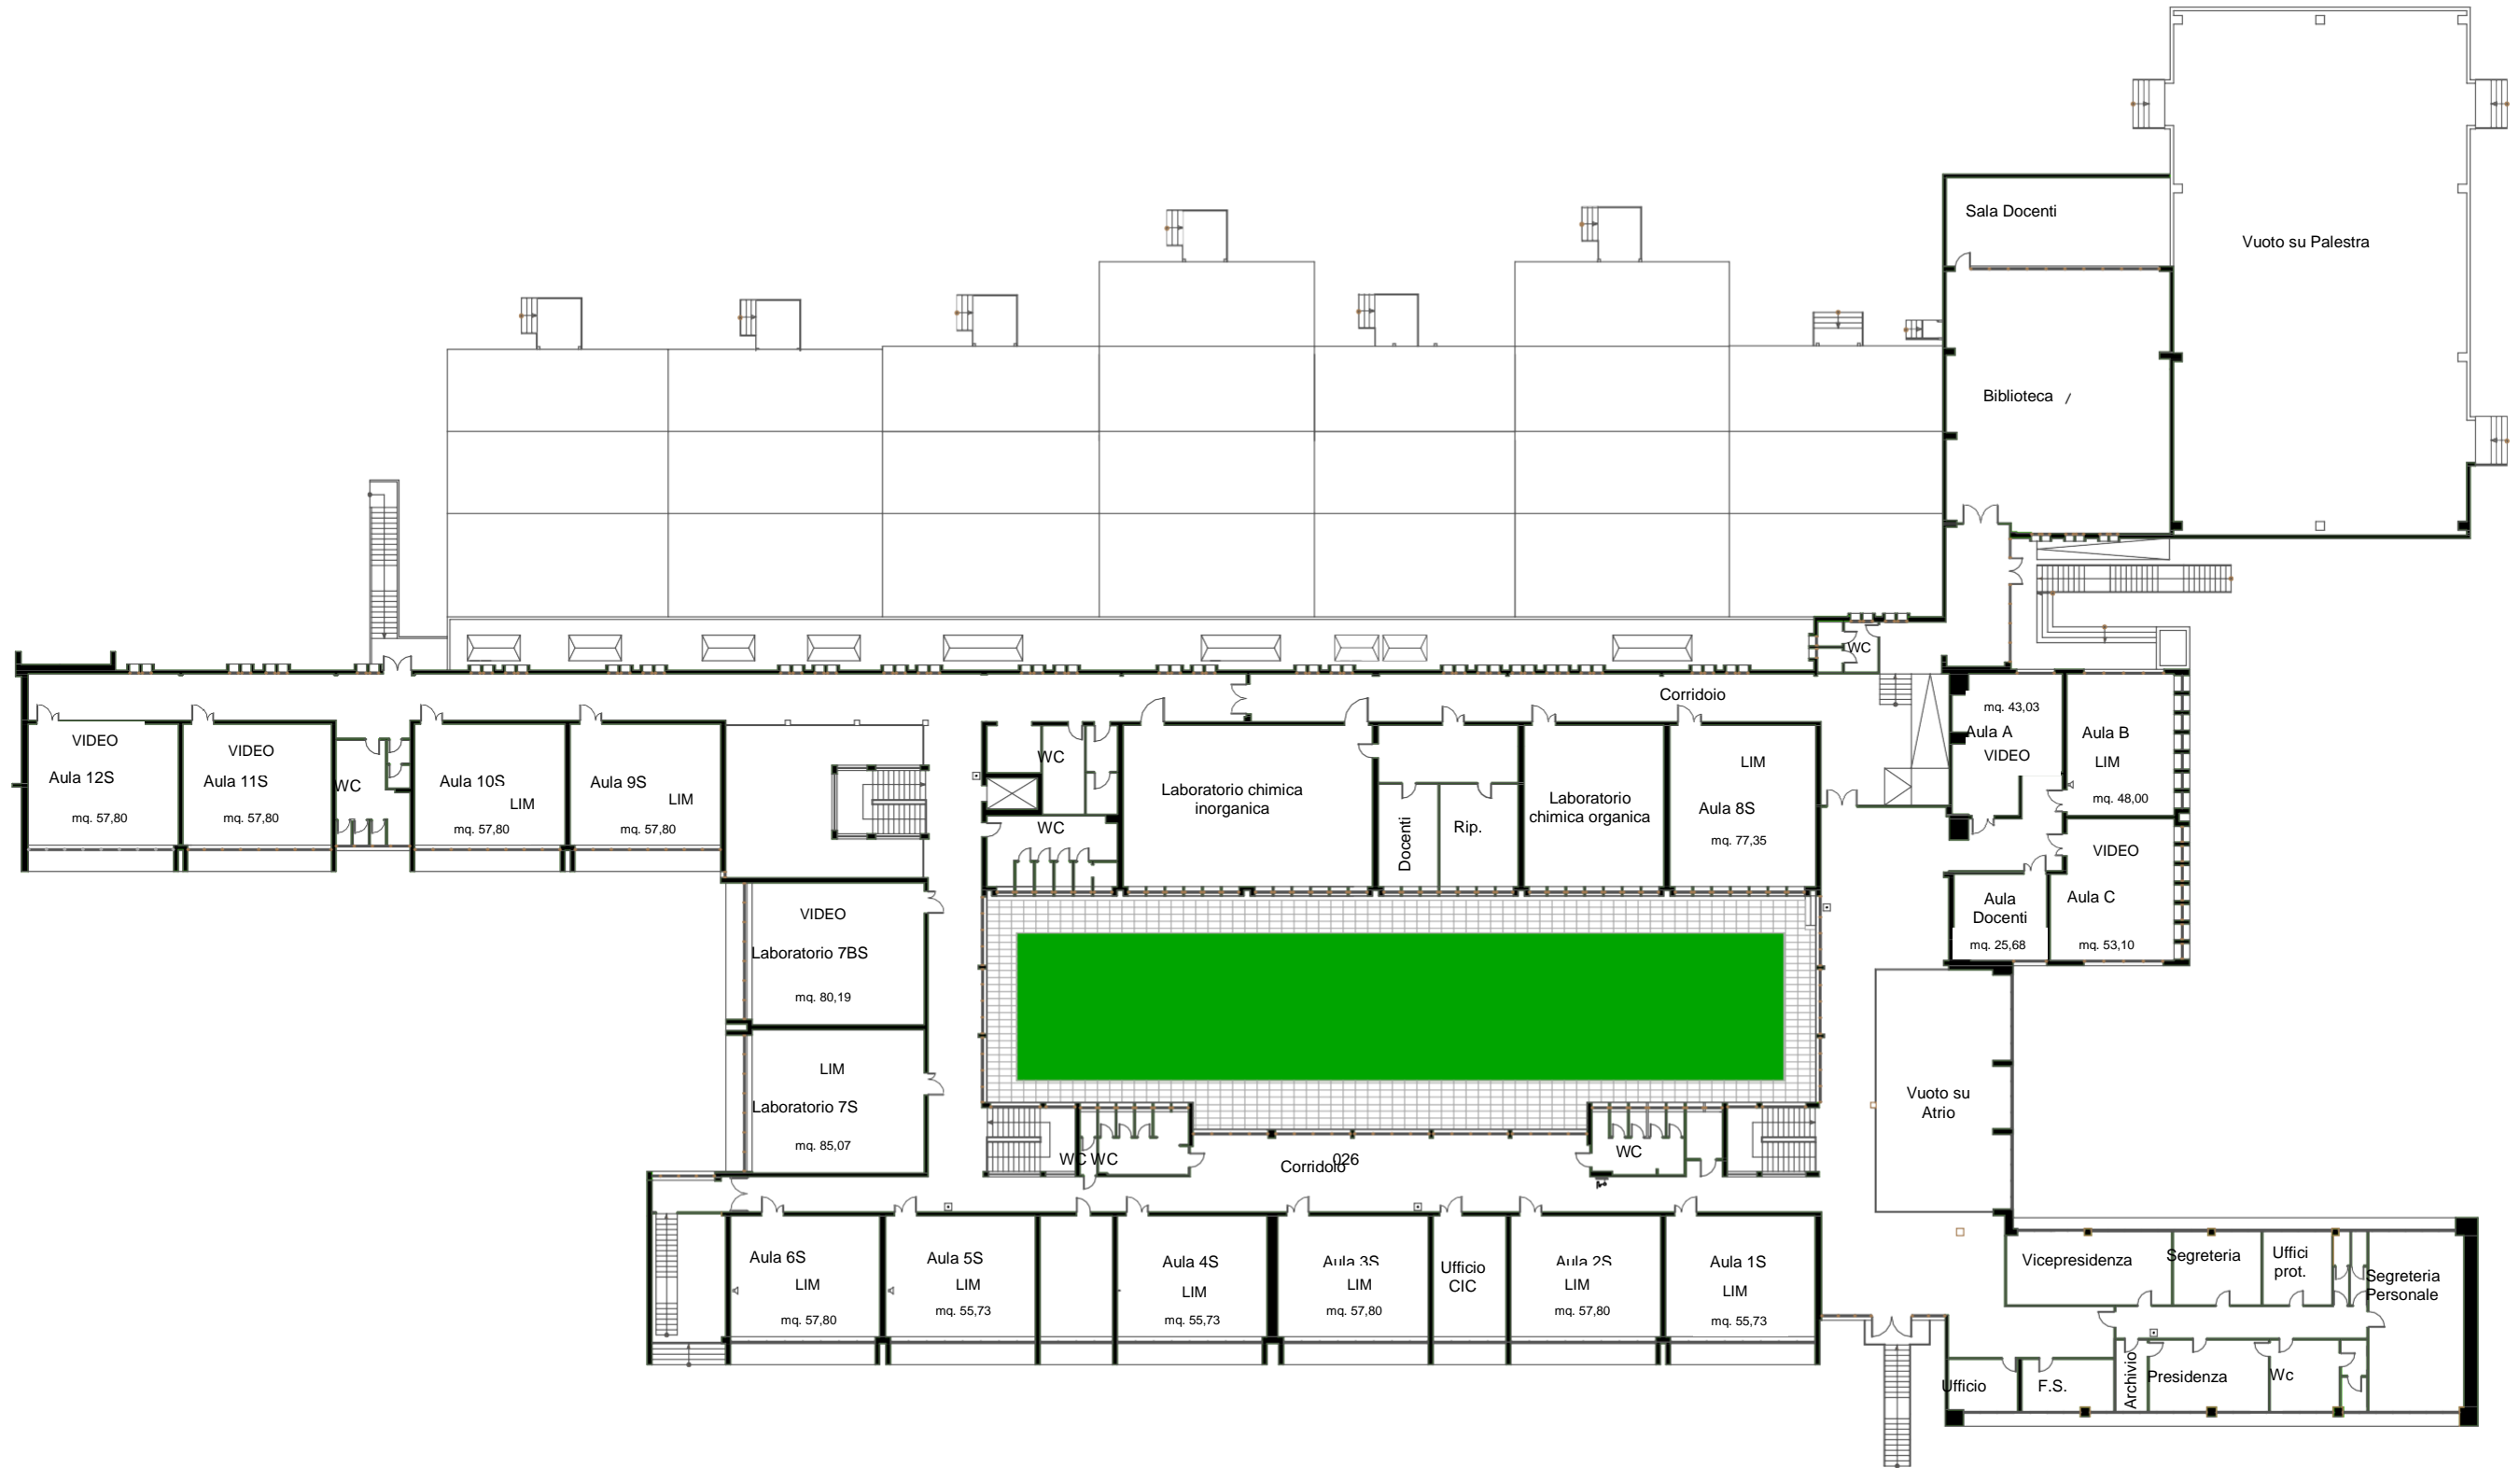 Sala Docenti
Vuoto su Palestra
Biblioteca /
WC
Corridoio
mq. 43,03
Aula A
VIDEO
Aula B
LIM
mq. 48,00
VIDEO
Aula 12S
mq. 57,80
VIDEO
Aula 11S
mq. 57,80
WC
Aula 10S
LIM
mq. 57,80
Aula 9S
LIM
mq. 57,80
WC
WC
Laboratorio chimica
inorganica
Docenti
Rip.
Laboratorio
chimica organica
LIM
Aula 8S
mq. 77,35
VIDEO
Aula C
mq. 53,10
Aula
Docenti
mq. 25,68
VIDEO
Laboratorio 7BS
mq. 80,19
LIM
Laboratorio 7S
mq. 85,07
Vuoto su
Atrio
WC WC
Corridoio
026
WC
Aula 6S
LIM
mq. 57,80
Aula 5S
LIM
mq. 55,73
Aula 4S
LIM
mq. 55,73
Aula 3S
LIM
mq. 57,80
Ufficio
CIC
Aula 2S
LIM
mq. 57,80
Aula 1S
LIM
mq. 55,73
Vicepresidenza
Segreteria
Uffici
prot.
Segreteria
Personale
Ufficio
F.S.
Archivio
Presidenza
Wc